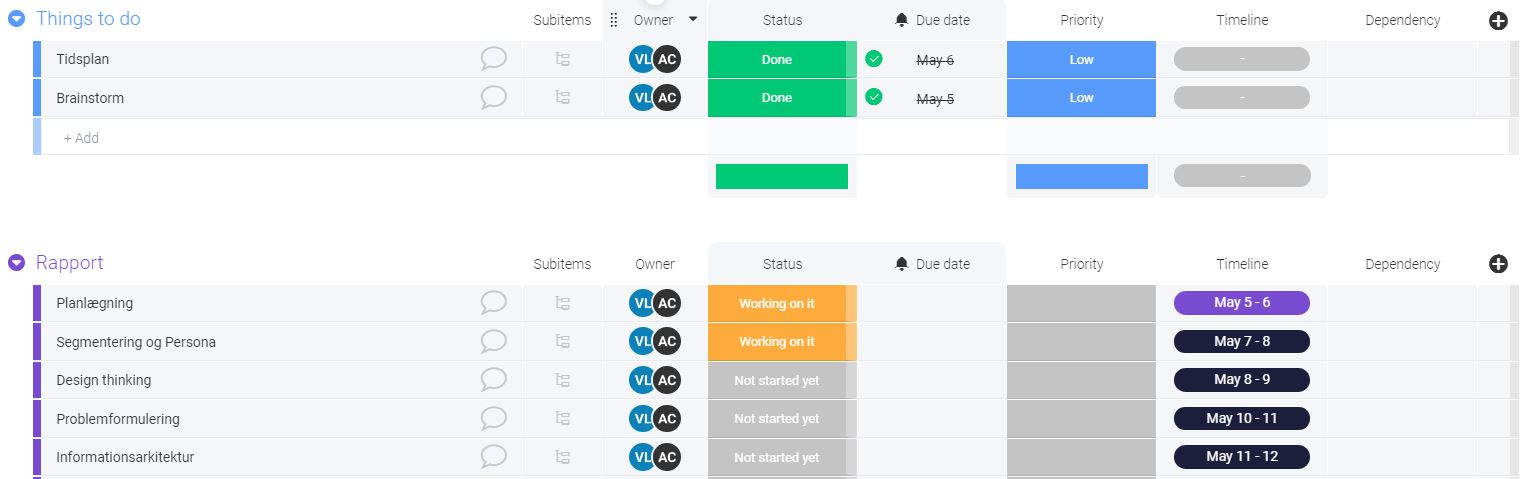 Things to do Subitems Owner Status Due date Priority Timeline Dependency
Tidsplan VL AC Done May 6 Low -
Brainstorm VL AC Done May 5 Low -
+ Add
-
Rapport Subitems Owner Status Due date Priority Timeline Dependency
Planlægning VL AC Working on it May 5 - 6
Segmentering og Persona VL AC Working on it May 7 - 8
Design thinking VL AC Not started yet May 8 - 9
Problemformulering VL AC Not started yet May 10 - 11
Informationsarkitektur VL AC Not started yet May 11 - 12